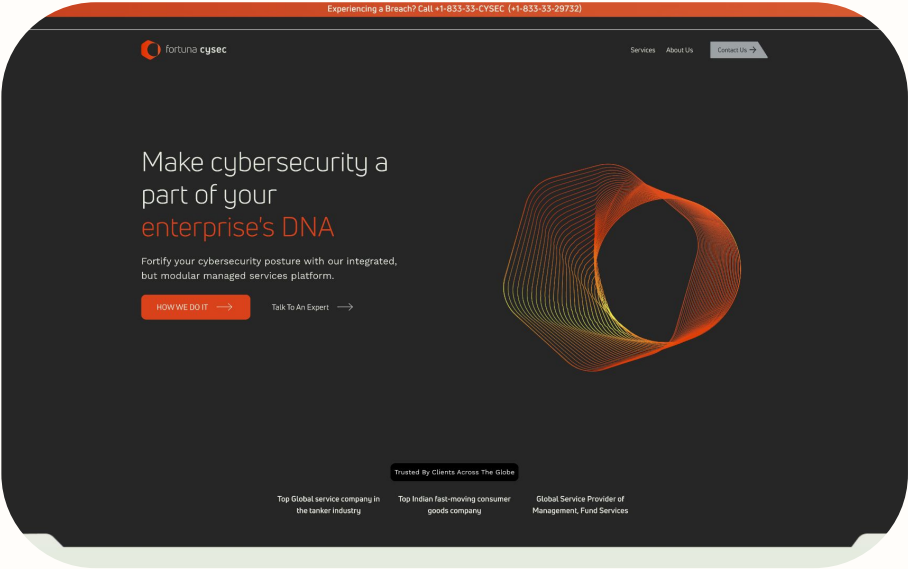 Experiencing a Breach? Call +1-833-33-CYSEC (+1-833-33-29732)
fortuna cysec
Services
About Us
Contact Us
Make cybersecurity a
part of your
enterprise's DNA
Fortify your cybersecurity posture with our integrated,
but modular managed services platform.
HOW WE DO IT
Talk To An Expert
Trusted By Clients Across The Globe
Top Global service company in
the tanker industry
Top Indian fast-moving consumer
goods company
Global Service Provider of
Management, Fund Services